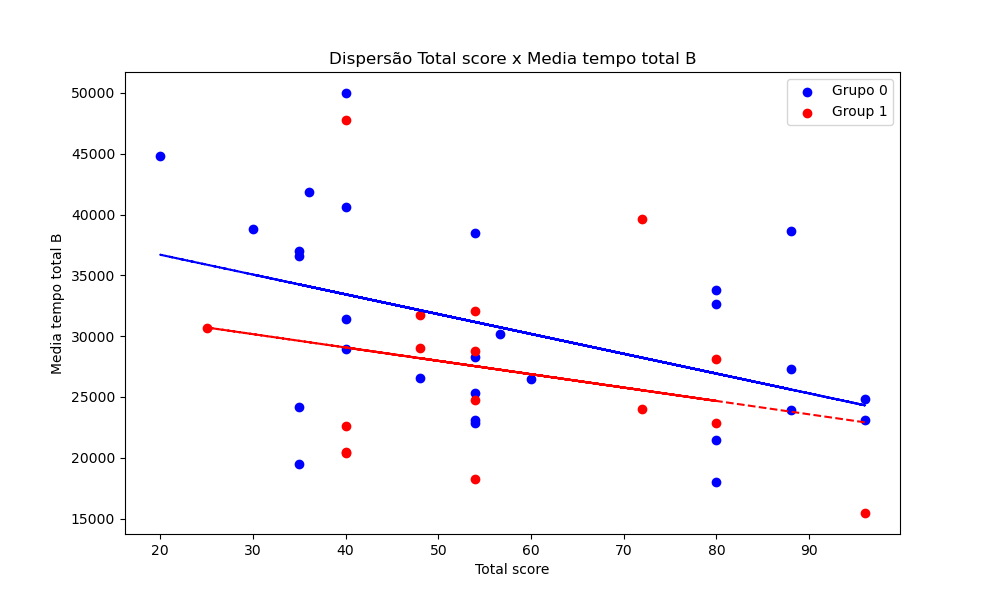 Dispersão Total score x Media tempo total B
Grupo 0
Group 1
50000
45000
40000
35000
30000
25000
20000
15000
Media tempo total B
20 30 40 50 60 70 80 90
Total score